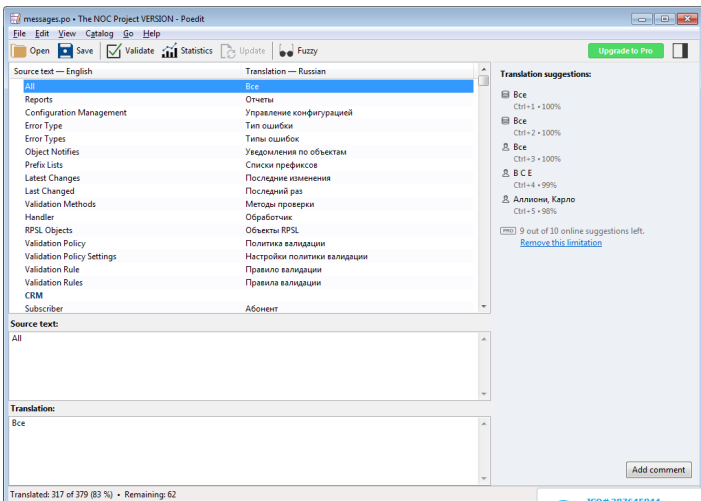 messages.po • The NOC Project VERSION - Poedit
File Edit View Catalog Go Help
Open Save Validate Statistics Update Fuzzy Upgrade to Pro
Source text — English Translation — Russian
All Все
Reports Отчеты
Configuration Management Управление конфигурацией
Error Type Тип ошибки
Error Types Типы ошибок
Object Notifies Уведомления по объектам
Prefix Lists Списки префиксов
Latest Changes Последние изменения
Last Changed Последний раз
Validation Methods Методы проверки
Handler Обработчик
RPSL Objects Объекты RPSL
Validation Policy Политика валидации
Validation Policy Settings Настройки политики валидации
Validation Rule Правило валидации
Validation Rules Правила валидации
CRM
Subscriber Абонент
Source text:
All
Translation:
Все
Translated: 317 of 379 (83 %) • Remaining: 62
Translation suggestions:
Все
Ctrl+1 • 100%
Все
Ctrl+2 • 100%
Все
Ctrl+3 • 100%
В С Е
Ctrl+4 • 99%
Аллиони, Карло
Ctrl+5 • 98%
PRO 9 out of 10 online suggestions left.
Remove this limitation
Add comment